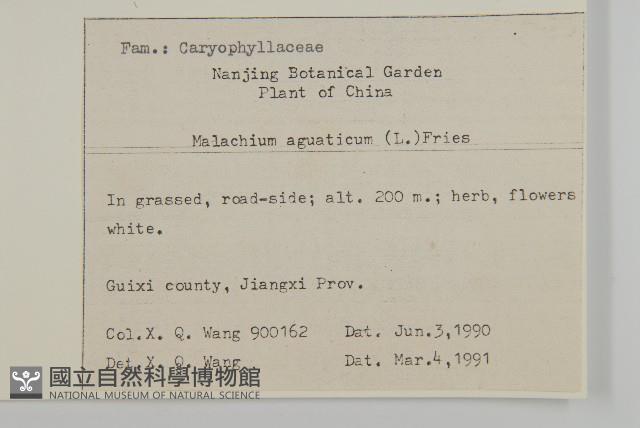 Fam.: Caryophyllaceae
Nanjing Botanical Garden
Plant of China
Malachium aguaticum (L.)Fries
In grassed, road-side; alt. 200 m.; herb, flowers
white.
Guixi county, Jiangxi Prov.
Col.X. Q. Wang 900162 Dat. Jun.3,1990
Det.X. Q. Wang Dat. Mar.4,1991
國立自然科學博物館
NATIONAL MUSEUM OF NATURAL SCIENCE